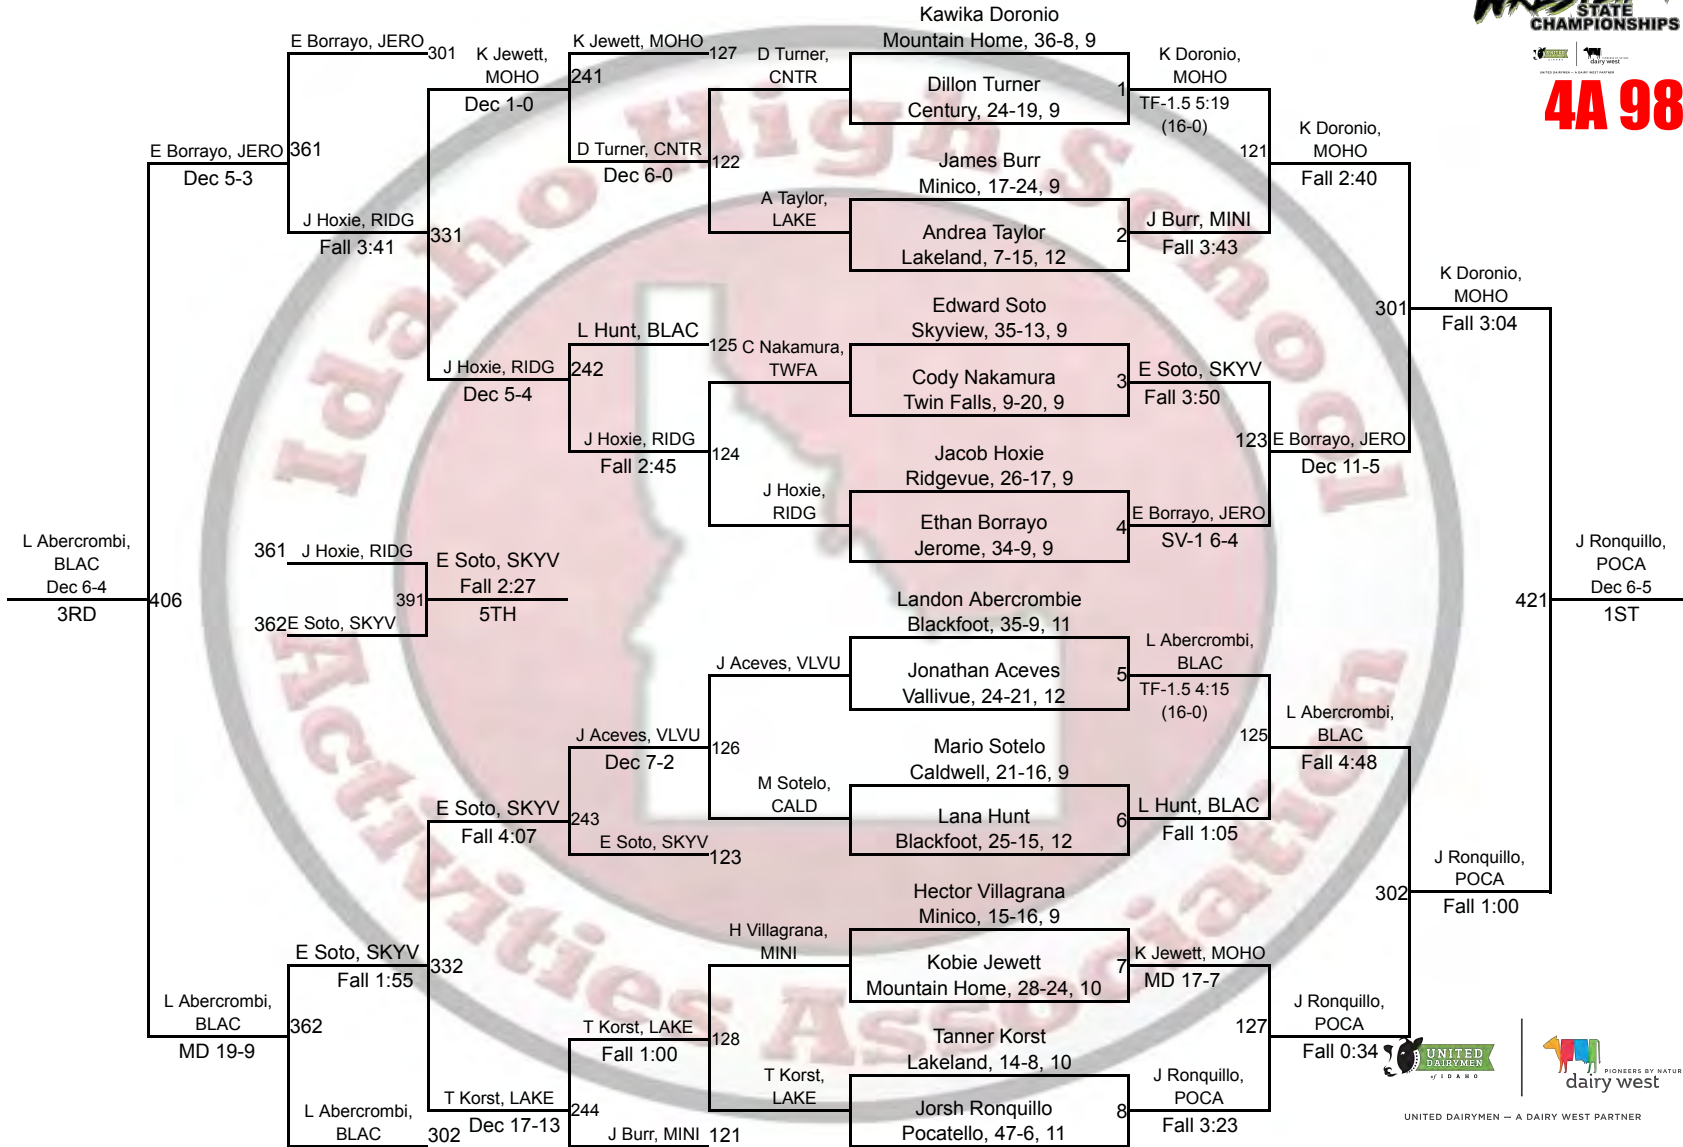 STATE
CHAMPIONSHIPS
dairy west
UNITED DAIRYMEN — A DAIRY WEST PARTNER
4A 98
Idaho High School
Activities Association
E Borrayo, JERO
301
K Jewett,
MOHO
Dec 1-0
K Jewett, MOHO
127
241
D Turner,
CNTR
Kawika Doronio
Mountain Home, 36-8, 9
Dillon Turner
Century, 24-19, 9
1
K Doronio,
MOHO
TF-1.5 5:19
(16-0)
E Borrayo, JERO
361
Dec 5-3
D Turner, CNTR
122
Dec 6-0
James Burr
Minico, 17-24, 9
121
K Doronio,
MOHO
Fall 2:40
J Hoxie, RIDG
Fall 3:41
331
A Taylor,
LAKE
Andrea Taylor
Lakeland, 7-15, 12
2
J Burr, MINI
Fall 3:43
Edward Soto
Skyview, 35-13, 9
301
K Doronio,
MOHO
Fall 3:04
L Hunt, BLAC
125
C Nakamura,
TWFA
J Hoxie, RIDG
242
Dec 5-4
Cody Nakamura
Twin Falls, 9-20, 9
3
E Soto, SKYV
Fall 3:50
J Hoxie, RIDG
124
Fall 2:45
Jacob Hoxie
Ridgevue, 26-17, 9
123
E Borrayo, JERO
Dec 11-5
J Hoxie,
RIDG
Ethan Borrayo
Jerome, 34-9, 9
4
E Borrayo, JERO
SV-1 6-4
L Abercrombi,
BLAC
Dec 6-4
3RD
406
361
J Hoxie, RIDG
391
E Soto, SKYV
Fall 2:27
5TH
362
E Soto, SKYV
Landon Abercrombie
Blackfoot, 35-9, 11
421
J Ronquillo,
POCA
Dec 6-5
1ST
J Aceves, VLVU
Jonathan Aceves
Vallivue, 24-21, 12
5
L Abercrombi,
BLAC
TF-1.5 4:15
(16-0)
J Aceves, VLVU
126
Dec 7-2
Mario Sotelo
Caldwell, 21-16, 9
125
L Abercrombi,
BLAC
Fall 4:48
M Sotelo,
CALD
Lana Hunt
Blackfoot, 25-15, 12
6
L Hunt, BLAC
Fall 1:05
E Soto, SKYV
243
Fall 4:07
E Soto, SKYV
123
Hector Villagrana
Minico, 15-16, 9
302
J Ronquillo,
POCA
Fall 1:00
H Villagrana,
MINI
Kobie Jewett
Mountain Home, 28-24, 10
7
K Jewett, MOHO
MD 17-7
E Soto, SKYV
332
Fall 1:55
L Abercrombi,
BLAC
362
MD 19-9
T Korst, LAKE
128
Fall 1:00
Tanner Korst
Lakeland, 14-8, 10
127
J Ronquillo,
POCA
Fall 0:34
T Korst,
LAKE
Jorsh Ronquillo
Pocatello, 47-6, 11
8
J Ronquillo,
POCA
Fall 3:23
L Abercrombi,
BLAC
302
T Korst, LAKE
244
Dec 17-13
J Burr, MINI
121
UNITED
DAIRYMEN
of IDAHO
PIONEERS BY NATUR
dairy west
UNITED DAIRYMEN — A DAIRY WEST PARTNER